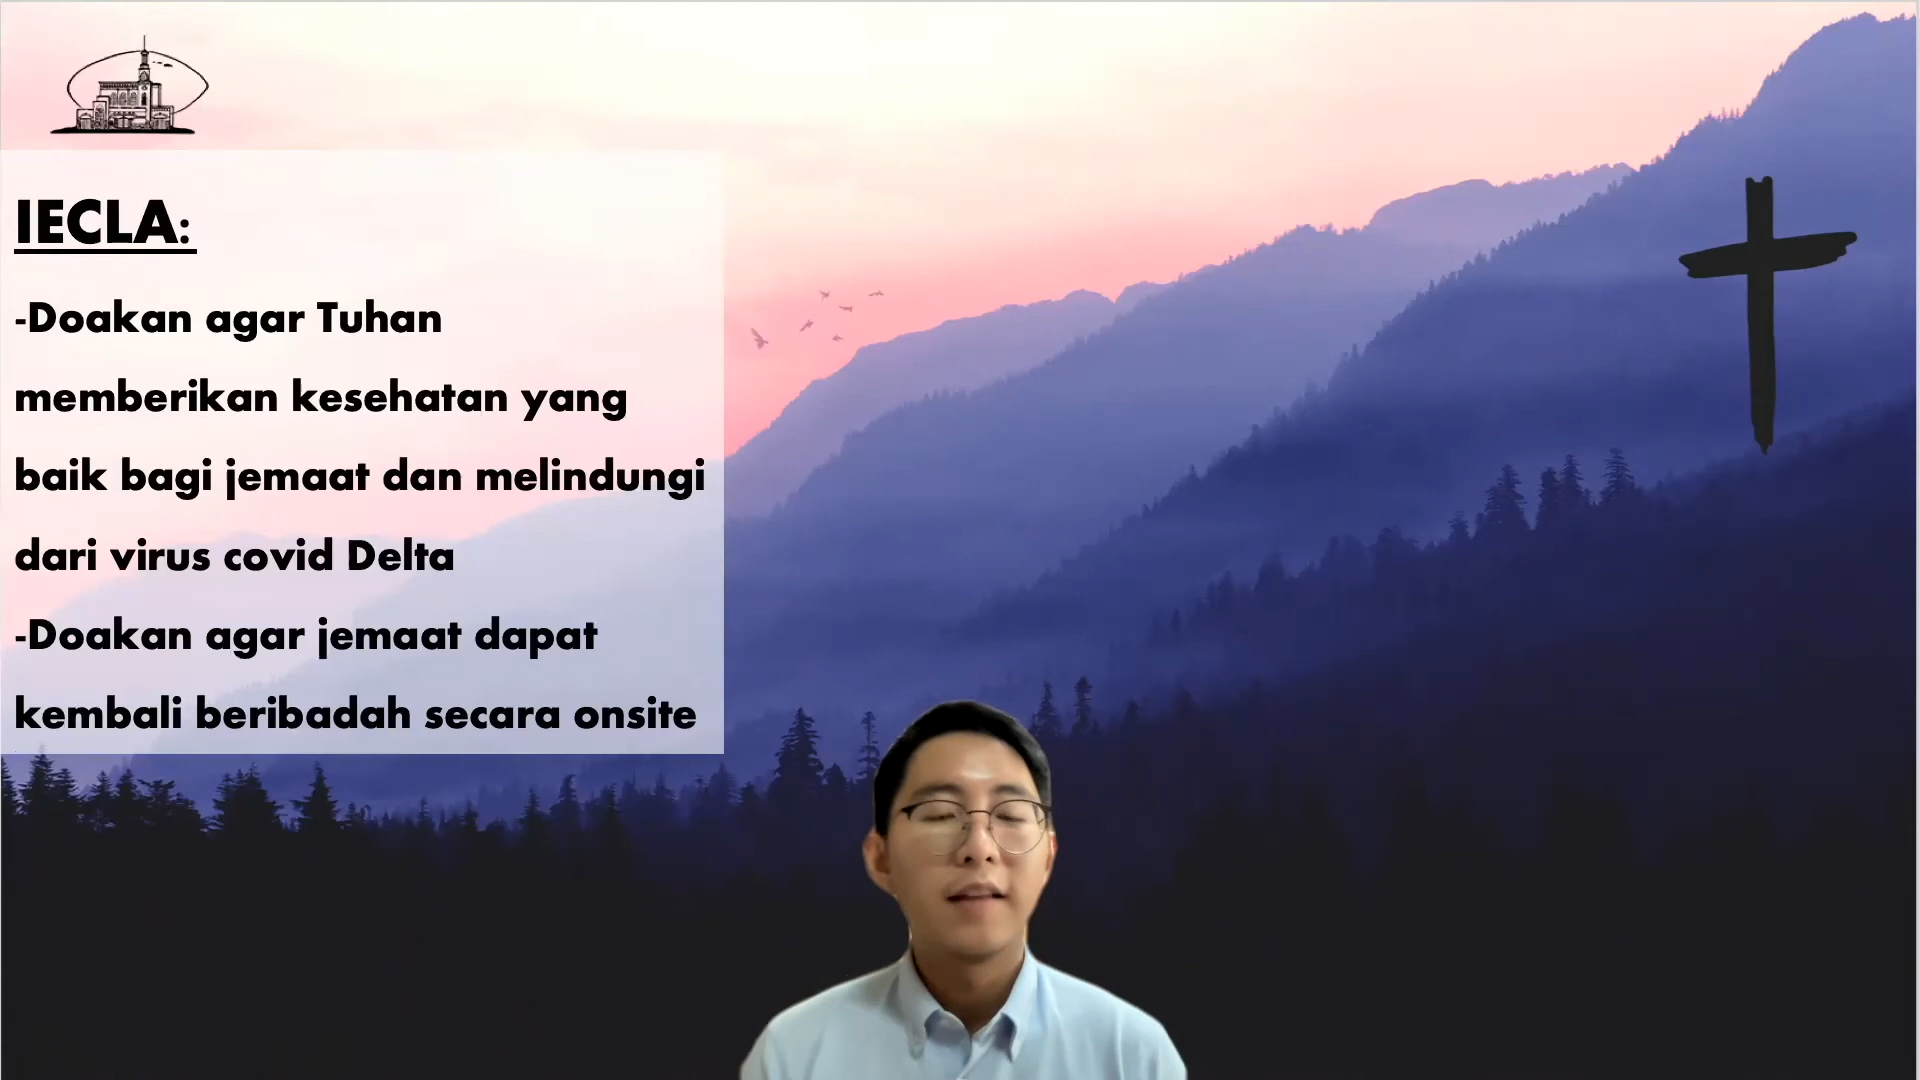 IECLA:
-Doakan agar Tuhan
memberikan kesehatan yang
baik bagi jemaat dan melindungi
dari virus covid Delta
-Doakan agar jemaat dapat
kembali beribadah secara onsite